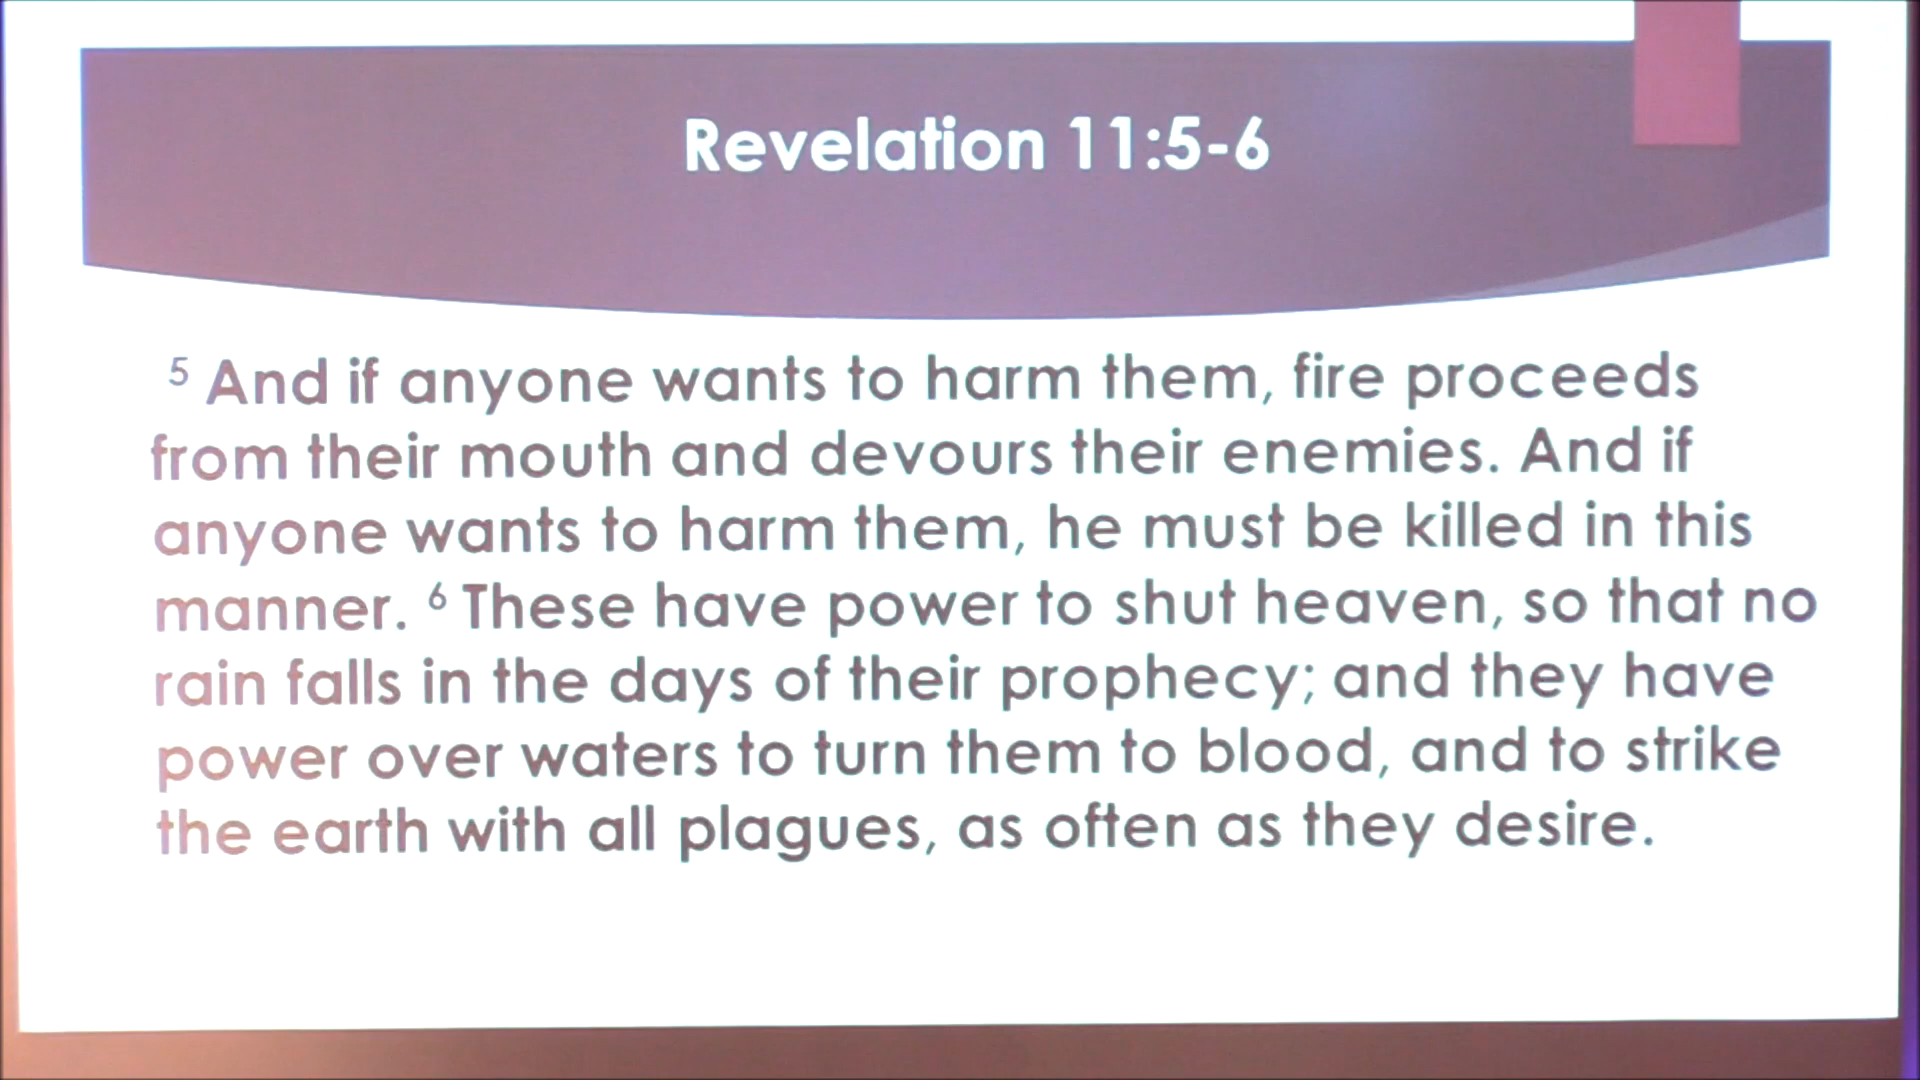 Revelation 11:5-6
5 And if anyone wants to harm them, fire proceeds
from their mouth and devours their enemies. And if
anyone wants to harm them, he must be killed in this
manner. 6 These have power to shut heaven, so that no
rain falls in the days of their prophecy; and they have
power over waters to turn them to blood, and to strike
the earth with all plagues, as often as they desire.